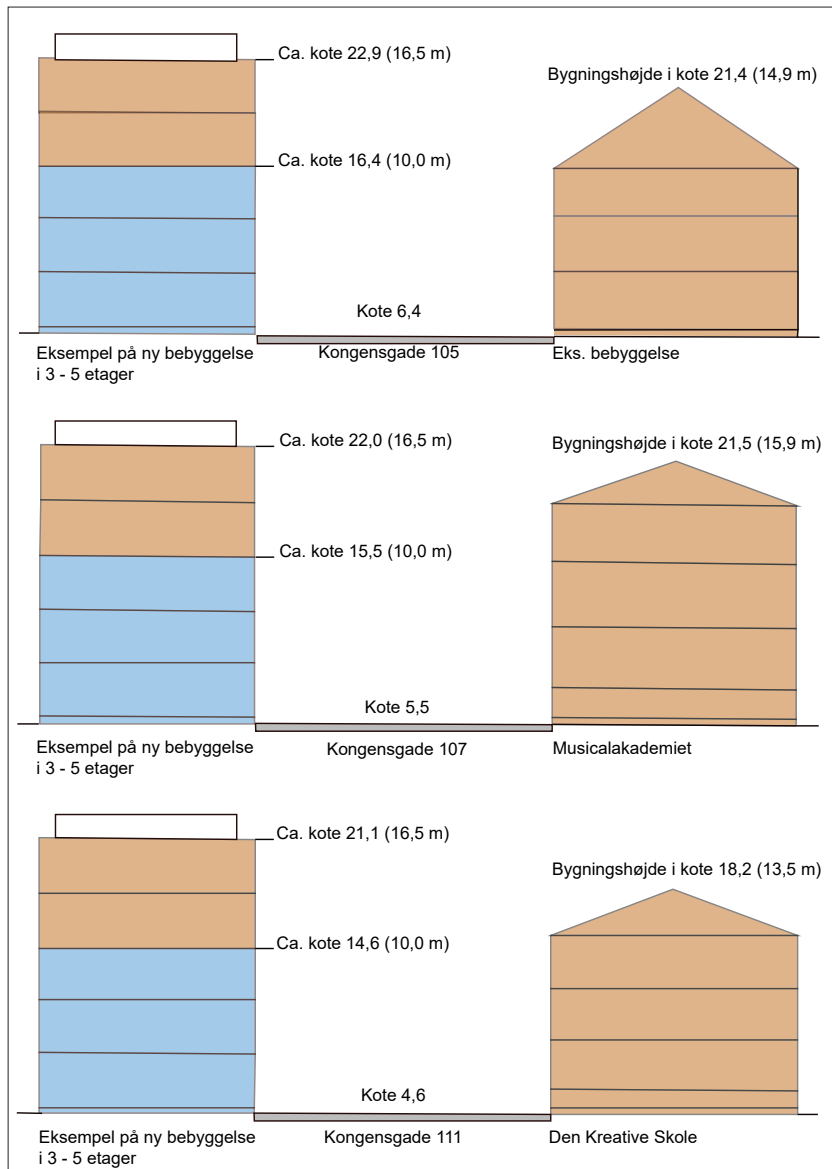 Ca. kote 22,9 (16,5 m)
Bygningshøjde i kote 21,4 (14,9 m)
Ca. kote 16,4 (10,0 m)
Kote 6,4
Eksempel på ny bebyggelse
i 3 - 5 etager
Kongensgade 105
Eks. bebyggelse
Ca. kote 22,0 (16,5 m)
Bygningshøjde i kote 21,5 (15,9 m)
Ca. kote 15,5 (10,0 m)
Kote 5,5
Eksempel på ny bebyggelse
i 3 - 5 etager
Kongensgade 107
Musicalakademiet
Ca. kote 21,1 (16,5 m)
Bygningshøjde i kote 18,2 (13,5 m)
Ca. kote 14,6 (10,0 m)
Kote 4,6
Eksempel på ny bebyggelse
i 3 - 5 etager
Kongensgade 111
Den Kreative Skole